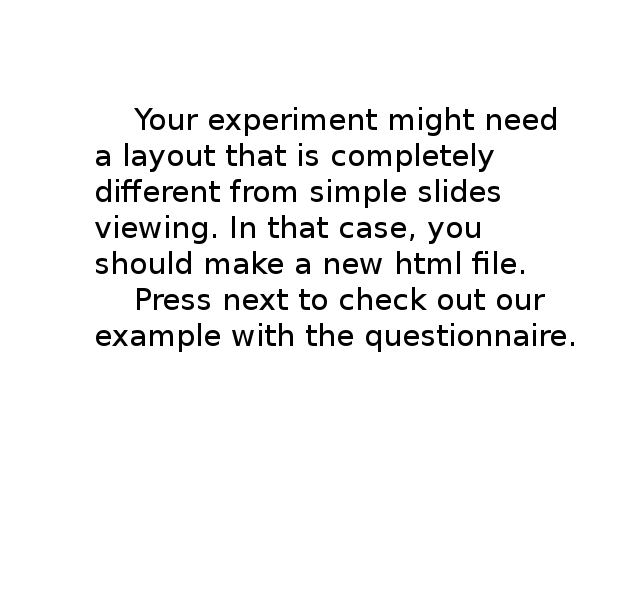 Your experiment might need
a layout that is completely
different from simple slides
viewing. In that case, you
should make a new html file.
Press next to check out our
example with the questionnaire.